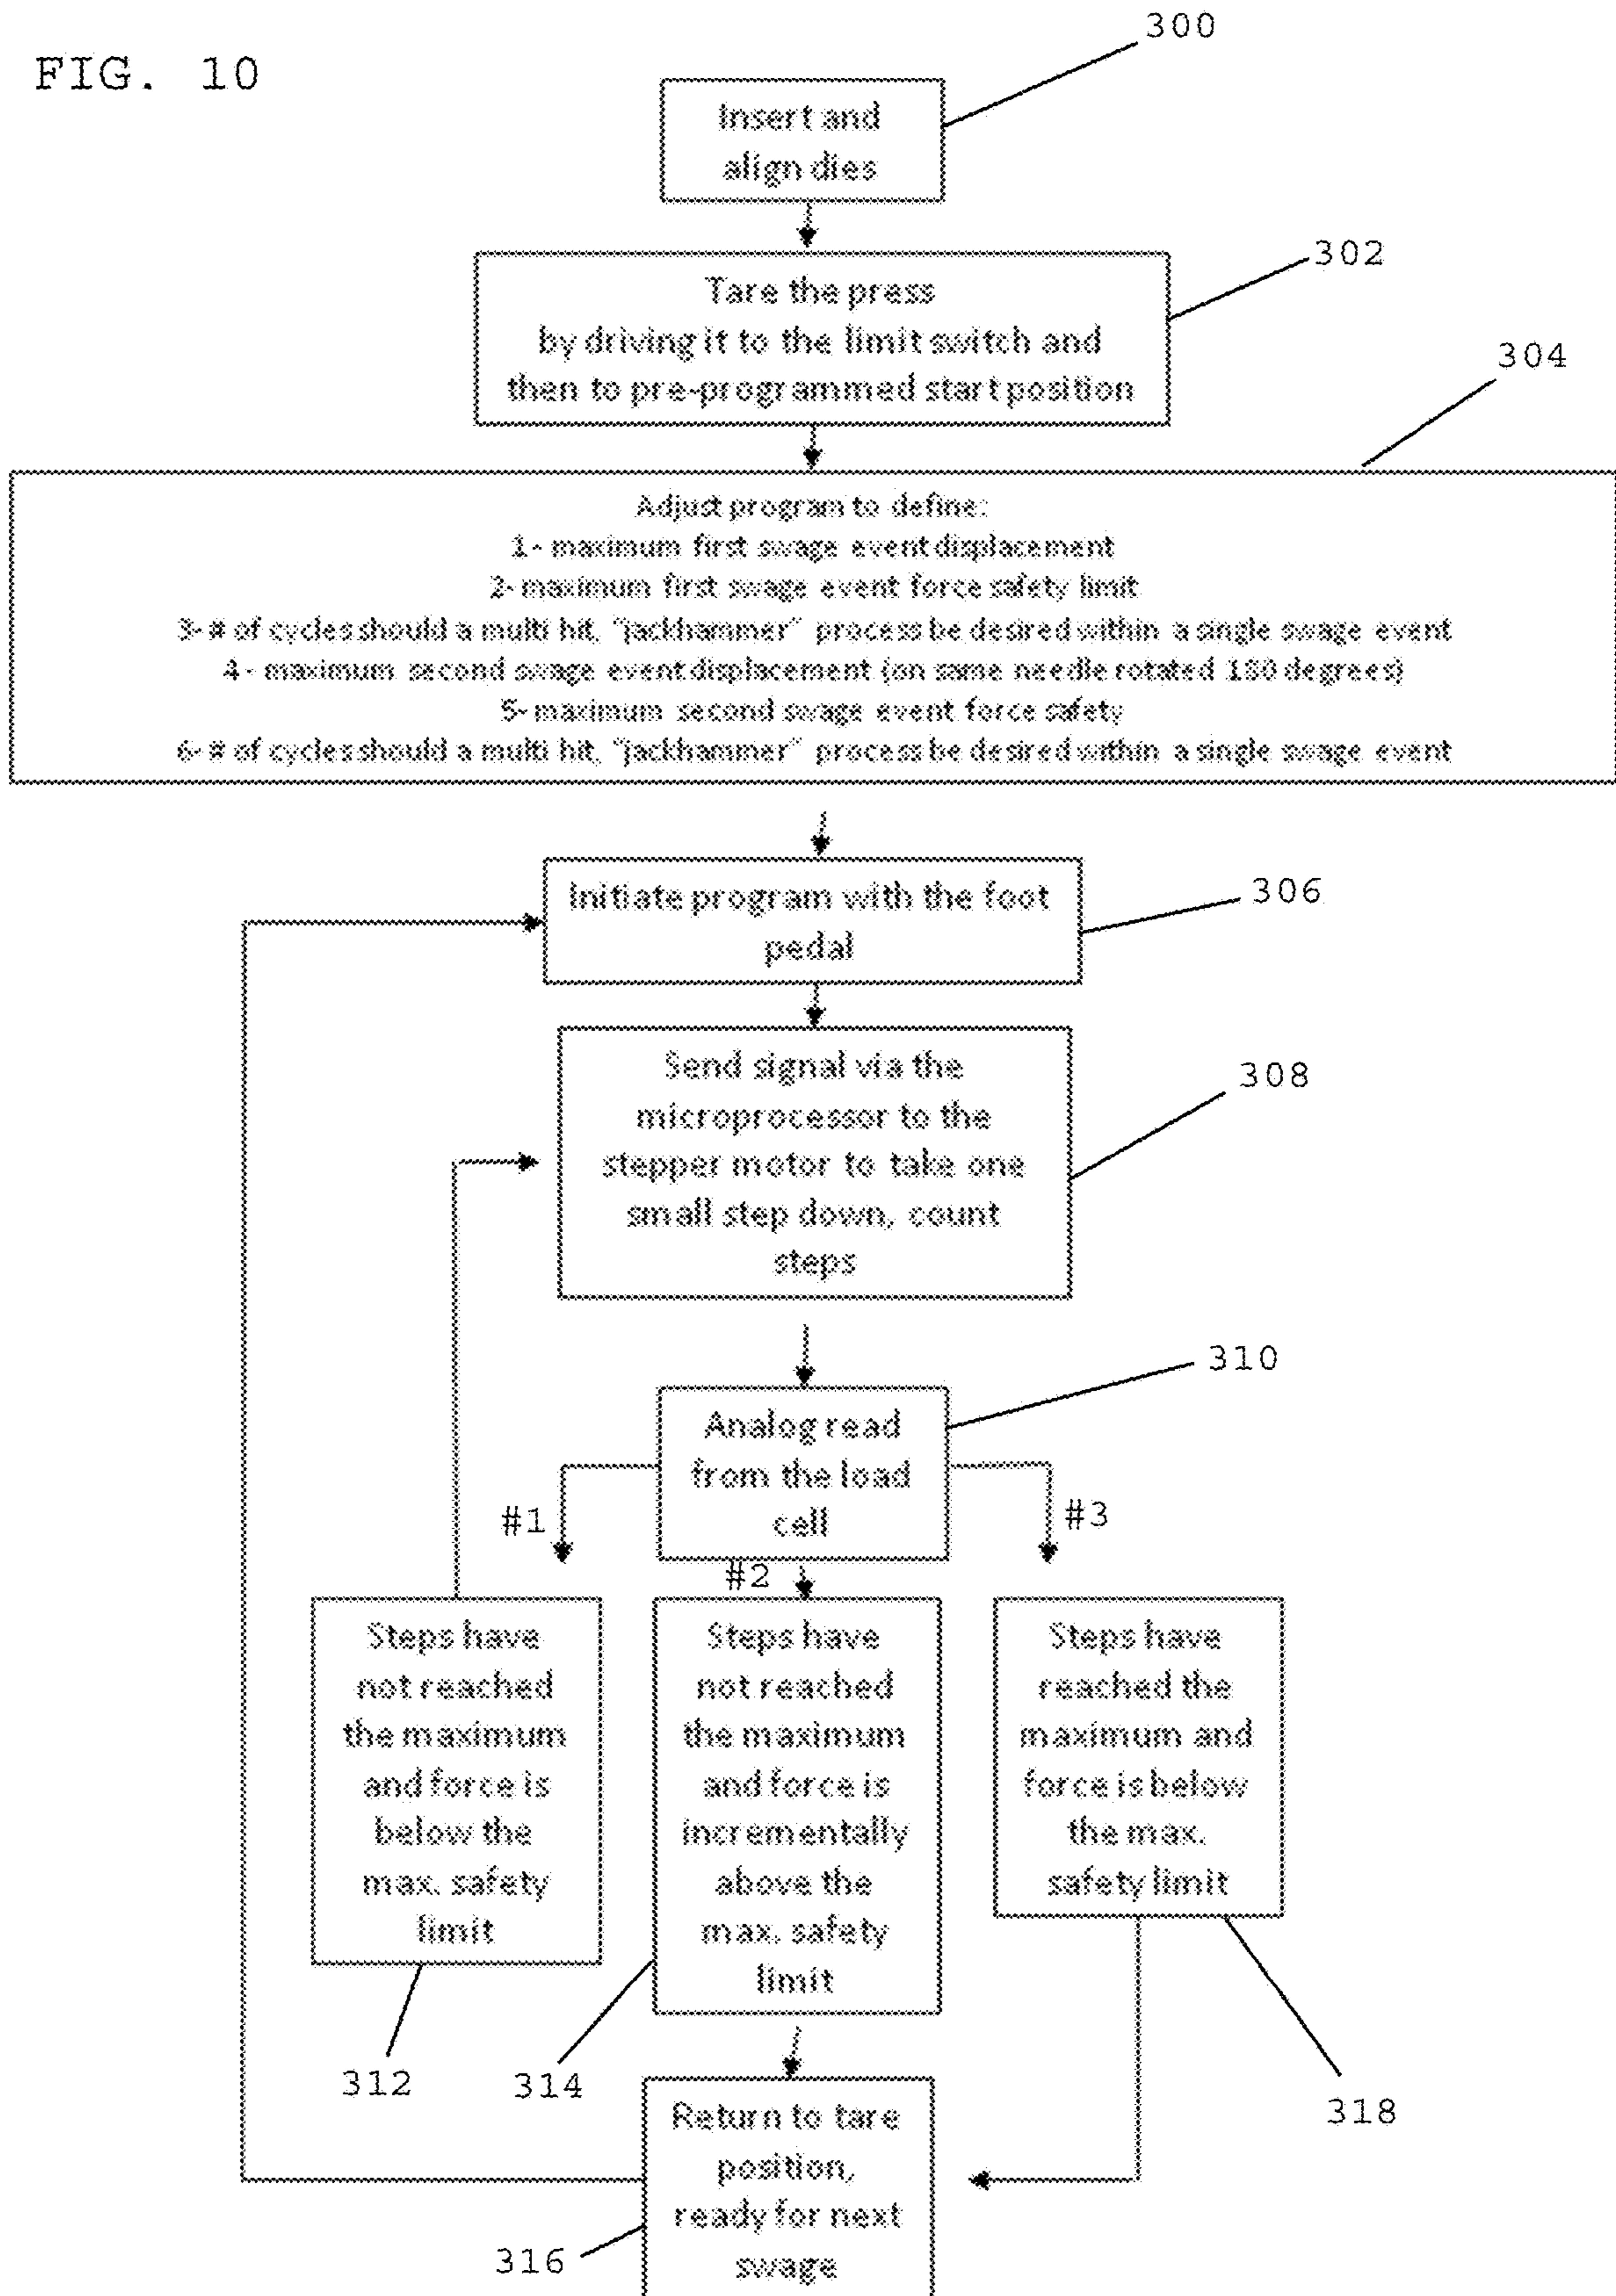 FIG. 10
300
Insert and
align dies
302
Tare the press
by driving it to the limit switch and
then to pre-programmed start position
304
Adjust program to define:
1- maximum first swage event displacement
2- maximum first swage event force safety limit
3- # of cycles should a multi hit, "jackhammer" process be desired within a single swage event
4 - maximum second swage event displacement (on same needle rotated 180 degrees)
5- maximum second swage event force safety
6- # of cycles should a multi hit, "jackhammer" process be desired within a single swage event
Initiate program with the foot
pedal
306
Send signal via the
microprocessor to the
stepper motor to take one
small step down, count
steps
308
310
Analog read
from the load
cell
#1
#2
#3
Steps have
not reached
the maximum
and force is
below the
max. safety
limit
312
Steps have
not reached
the maximum
and force is
incrementally
above the
max. safety
limit
314
Steps have
reached the
maximum and
force is below
the max.
safety limit
318
Return to tare
position,
ready for next
swage
316